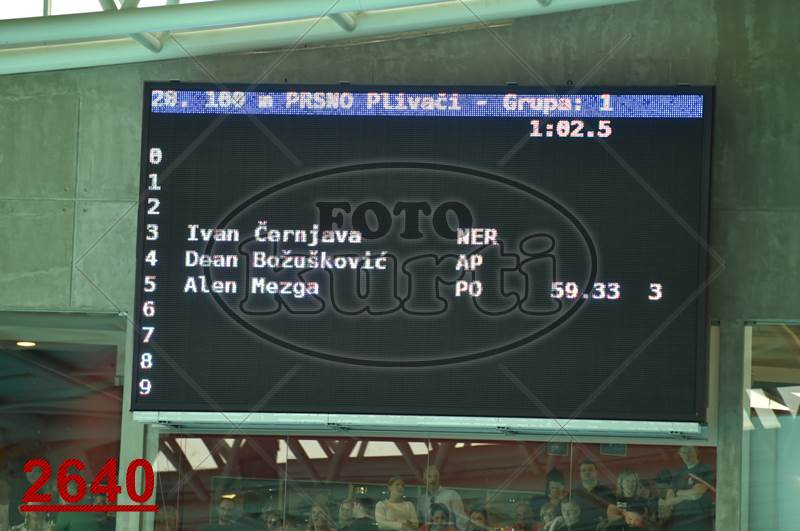 28. 100 m PRSNO Plivači - Grupa: 1
1:02.5
0
1
2
3 Ivan Černjava NER
4 Dean Božušković AP
5 Alen Mezga PO 59.33 3
6
7
8
9
FOTO
Kurti
2640